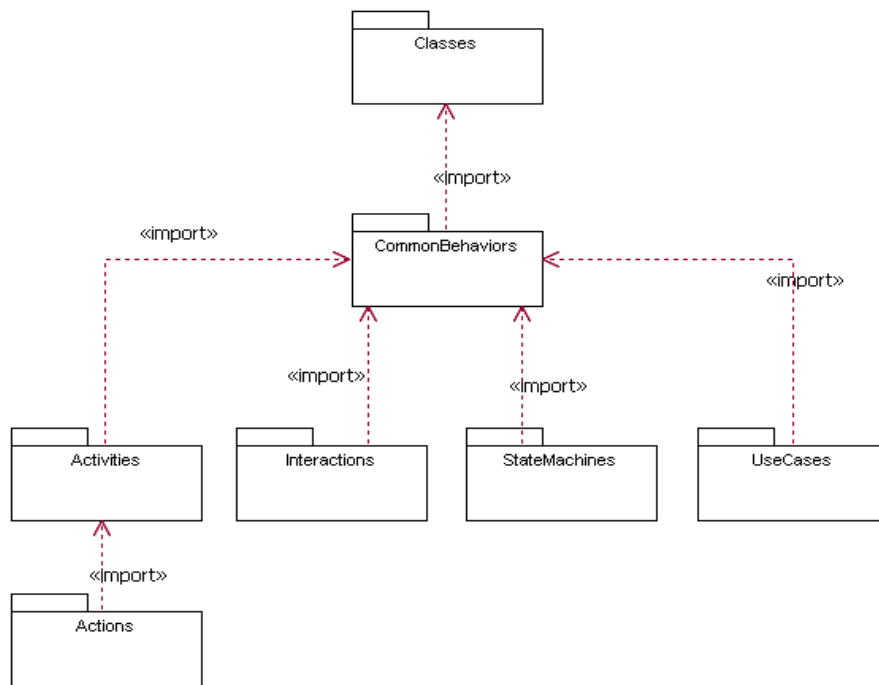 Classes
«import»
«import»
CommonBehaviors
«import»
«import»
«import»
Activities
Interactions
StateMachines
UseCases
«import»
Actions